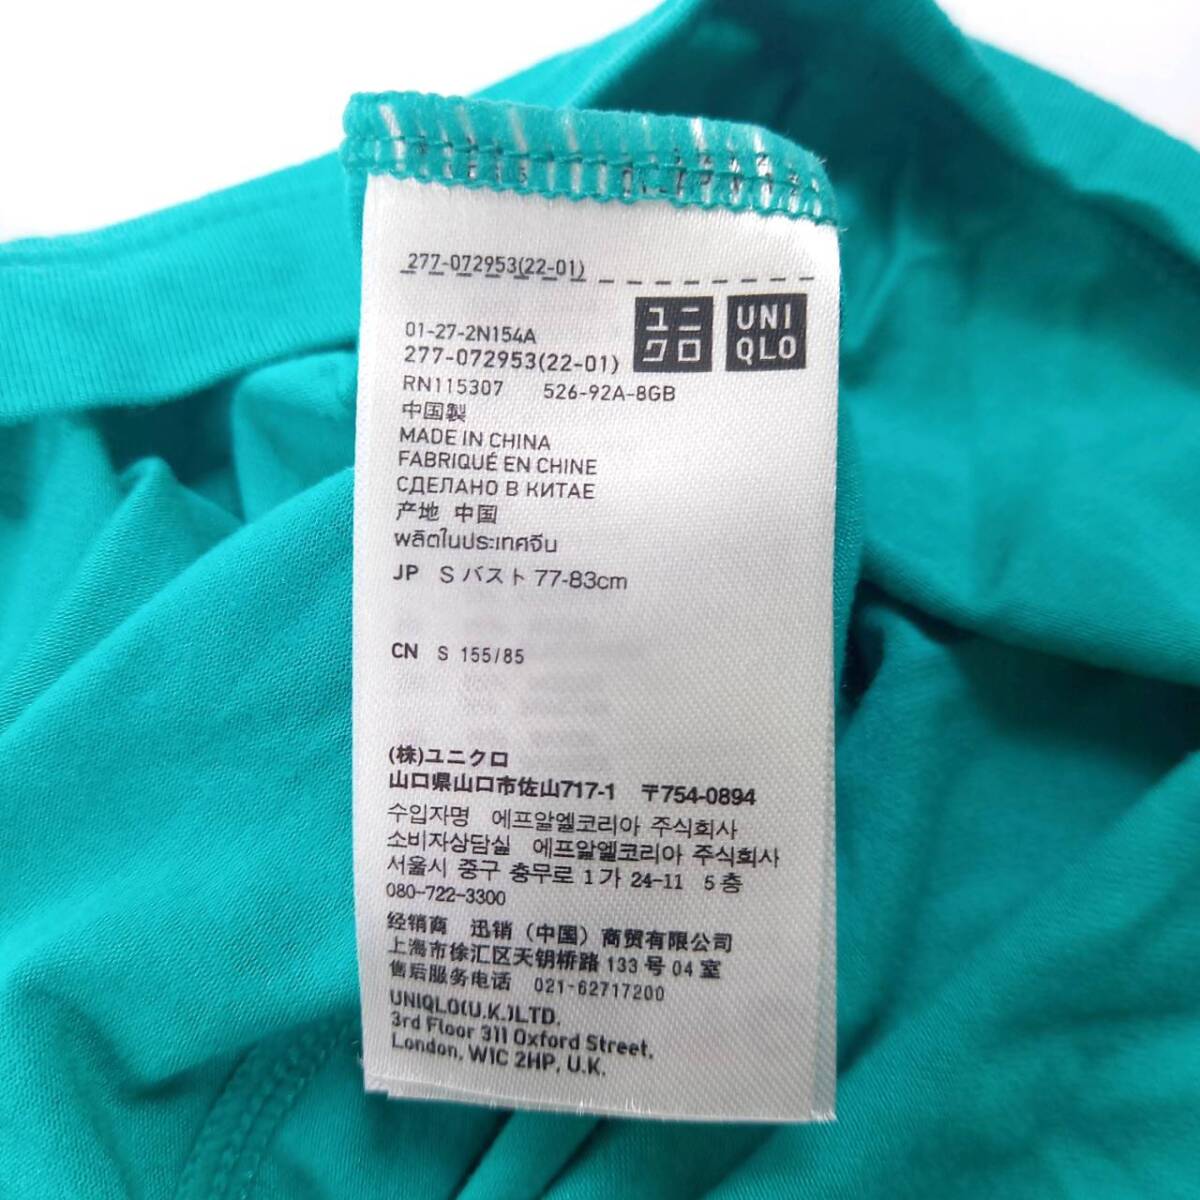 277-072953(22-01)
ユニクロ
UNIQLO
01-27-2N154A
277-072953(22-01)
RN115307 526-92A-8GB
中国製
MADE IN CHINA
FABRIQUÉ EN CHINE
СДЕЛАНО В КИТАЕ
产地 中国
ผลิตในประเทศจีน
JP S バスト 77-83cm
CN S 155/85
(株)ユニクロ
山口県山口市佐山717-1 〒754-0894
수입자명 에프알엘코리아 주식회사
소비자상담실 에프알엘코리아 주식회사
서울시 중구 충무로 1가 24-11 5층
080-722-3300
经销商 迅销（中国）商贸有限公司
上海市徐汇区天钥桥路 133 号 04 室
售后服务电话 021-62717200
UNIQLO(U.K.)LTD.
3rd Floor 311 Oxford Street,
London, W1C 2HP, U.K.